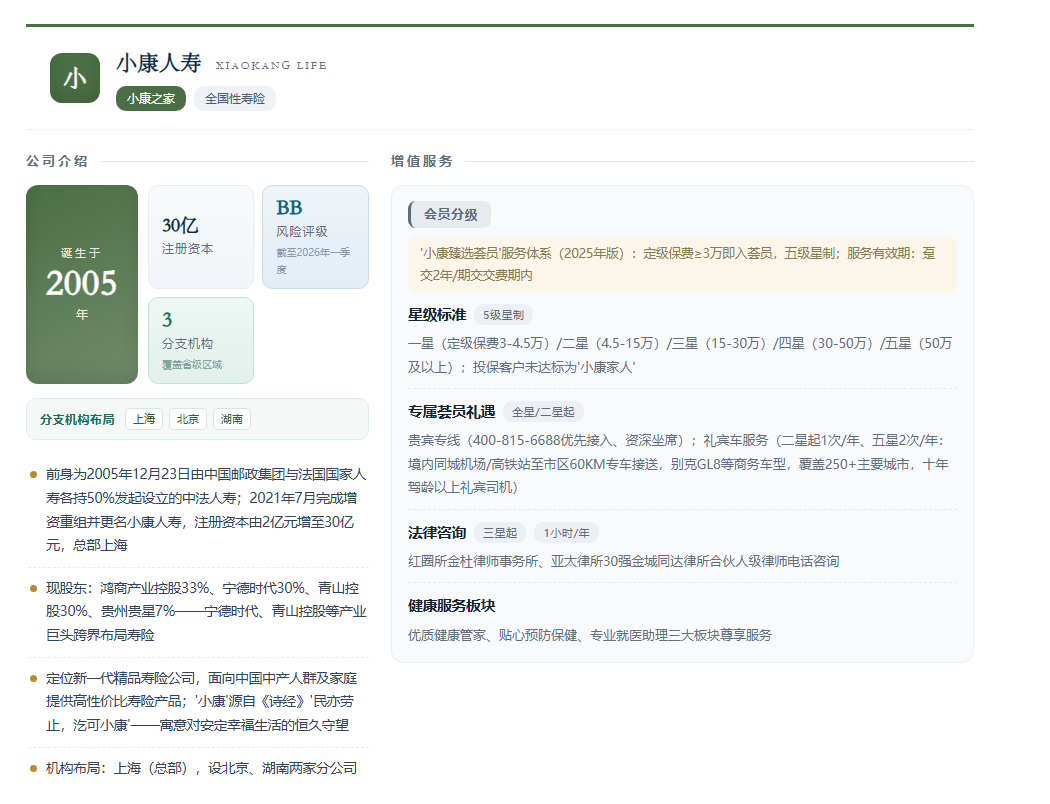 小
小康人寿 XIAOKANG LIFE
小康之家 全国性寿险
公司介绍
诞生于
2005
年
30亿
注册资本
BB
风险评级
截至2026年一季
度
3
分支机构
覆盖省级区域
分支机构布局 上海 北京 湖南
前身为2005年12月23日由中国邮政集团与法国国家人
寿各持50%发起设立的中法人寿；2021年7月完成增
资重组并更名小康人寿，注册资本由2亿元增至30亿
元，总部上海
现股东：鸿商产业控股33%、宁德时代30%、青山控
股30%、贵州贵星7%——宁德时代、青山控股等产业
巨头跨界布局寿险
定位新一代精品寿险公司，面向中国中产人群及家庭
提供高性价比寿险产品；'小康'源自《诗经》'民亦劳
止，汔可小康'——寓意对安定幸福生活的恒久守望
机构布局：上海（总部），设北京、湖南两家分公司
增值服务
会员分级
'小康臻选荟员'服务体系（2025年版）：定级保费≥3万即入荟员，五级星制；服务有效期：趸
交2年/期交交费期内
星级标准 5级星制
一星（定级保费3-4.5万）/二星（4.5-15万）/三星（15-30万）/四星（30-50万）/五星（50万
及以上）；投保客户未达标为'小康家人'
专属荟员礼遇 全星/二星起
贵宾专线（400-815-6688优先接入、资深坐席）；礼宾车服务（二星起1次/年、五星2次/年：
境内同城机场/高铁站至市区60KM专车接送，别克GL8等商务车型，覆盖250+主要城市，十年
驾龄以上礼宾司机）
法律咨询 三星起 1小时/年
红圈所金杜律师事务所、亚太律所30强金城同达律所合伙人级律师电话咨询
健康服务板块
优质健康管家、贴心预防保健、专业就医助理三大板块尊享服务